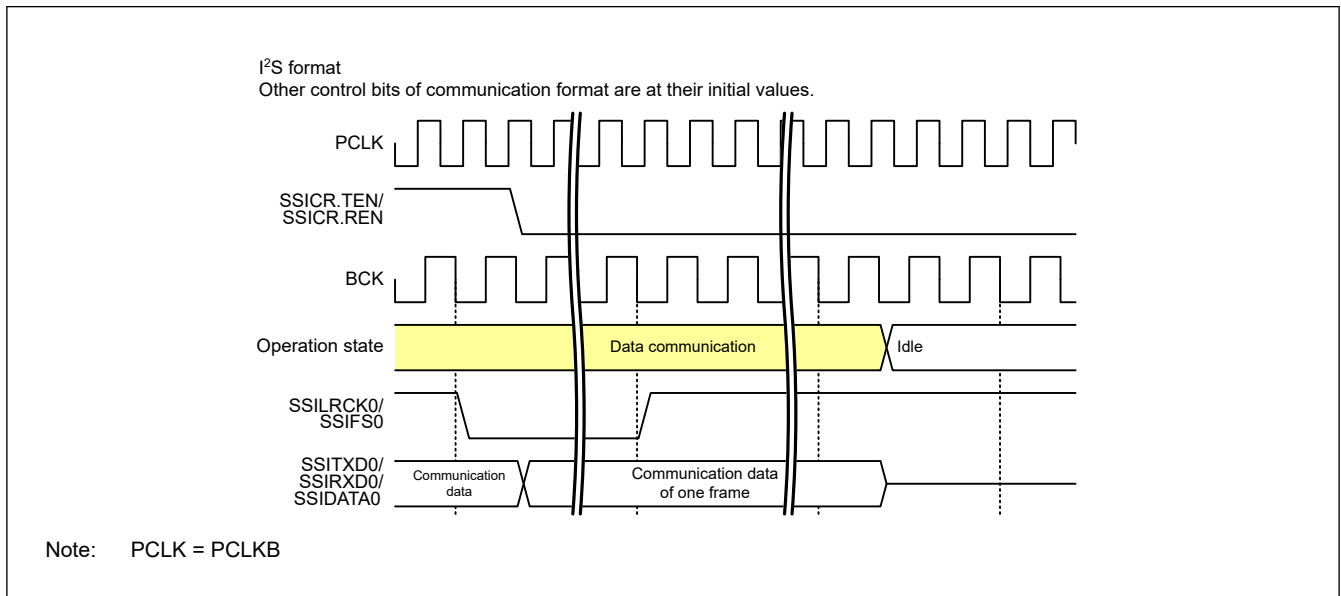 I²S format
Other control bits of communication format are at their initial values.
PCLK
SSICR.TEN/
SSICR.REN
BCK
Operation state
Data communication
Idle
SSILRCK0/
SSIFS0
SSITXD0/
SSIRXD0/
SSIDATA0
Communication
data
Communication data
of one frame
Note: PCLK = PCLKB